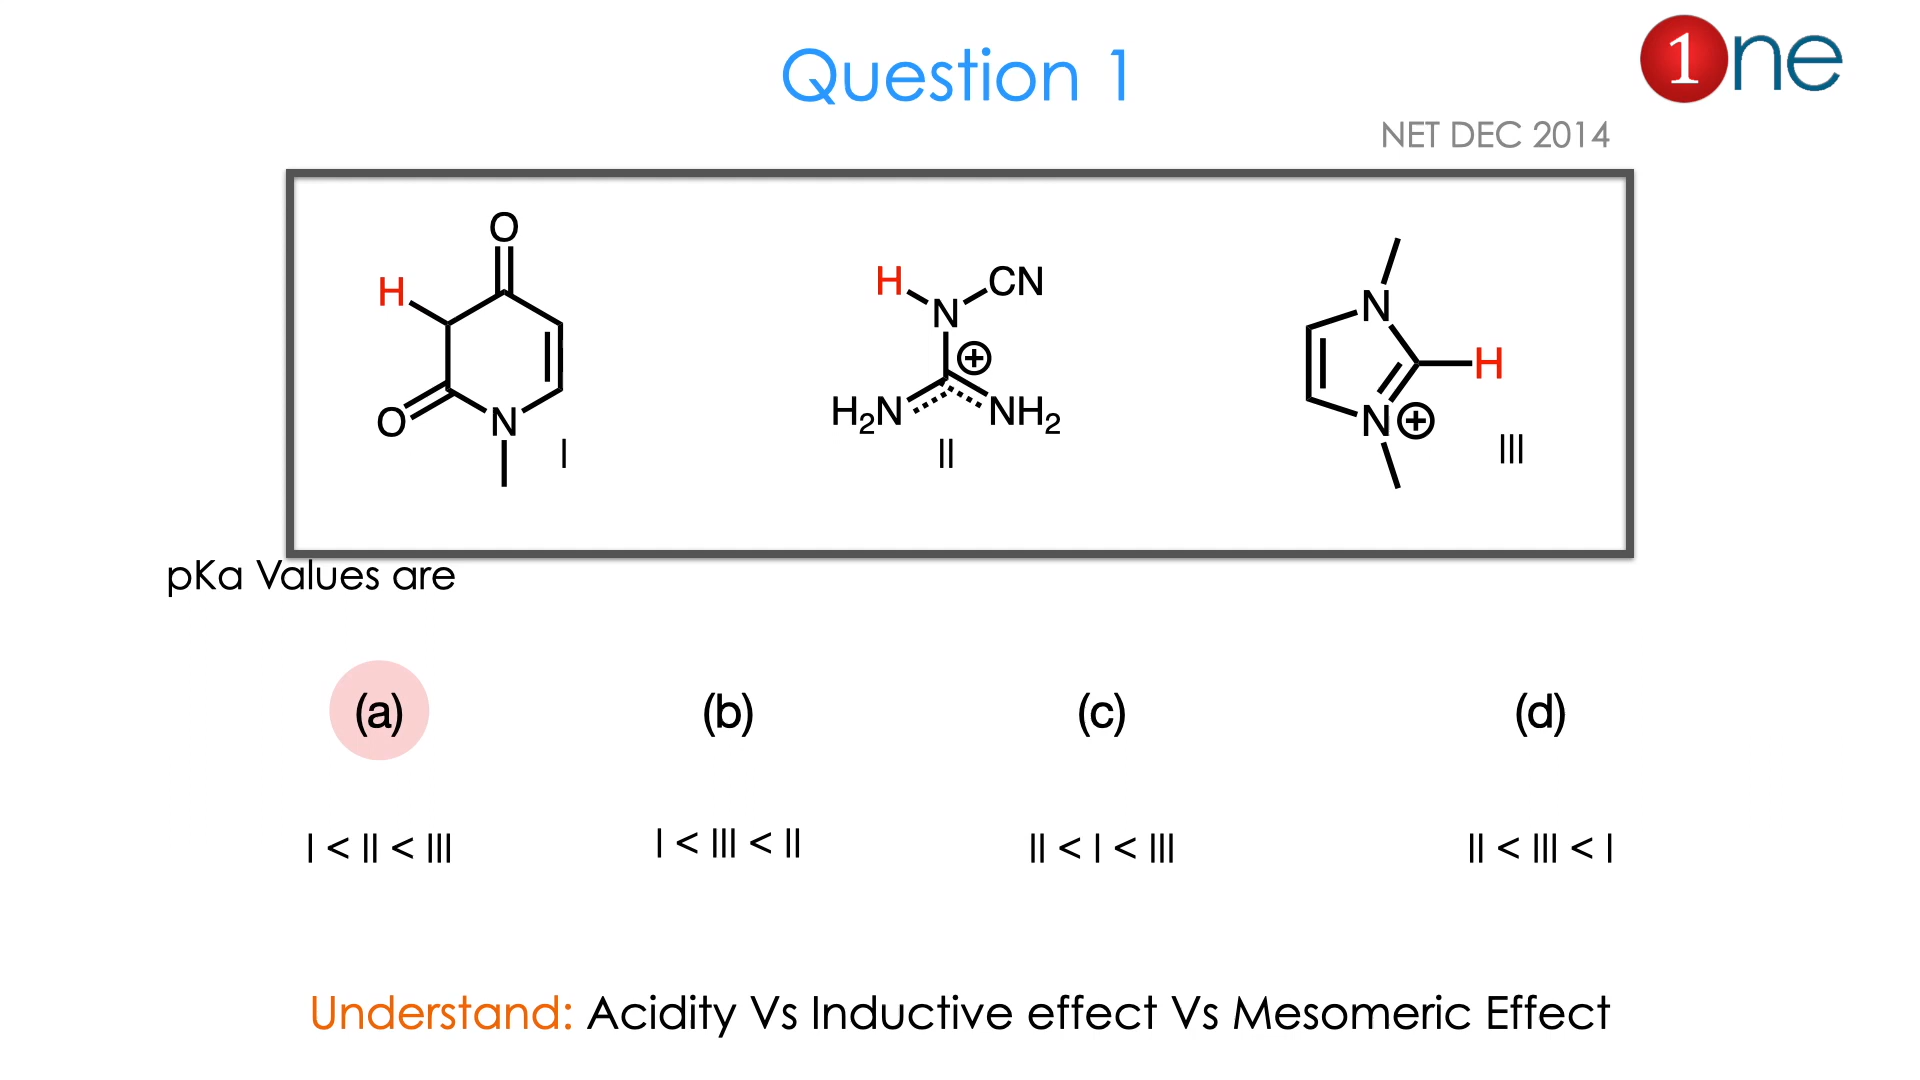 Question 1
1ne
NET DEC 2014
O
H
O
N
I
H
CN
N
⊕
H₂N
NH₂
II
N
H
N⊕
III
pKa Values are
(a) (b) (c) (d)
I < II < III I < III < II II < I < III II < III < I
Understand: Acidity Vs Inductive effect Vs Mesomeric Effect